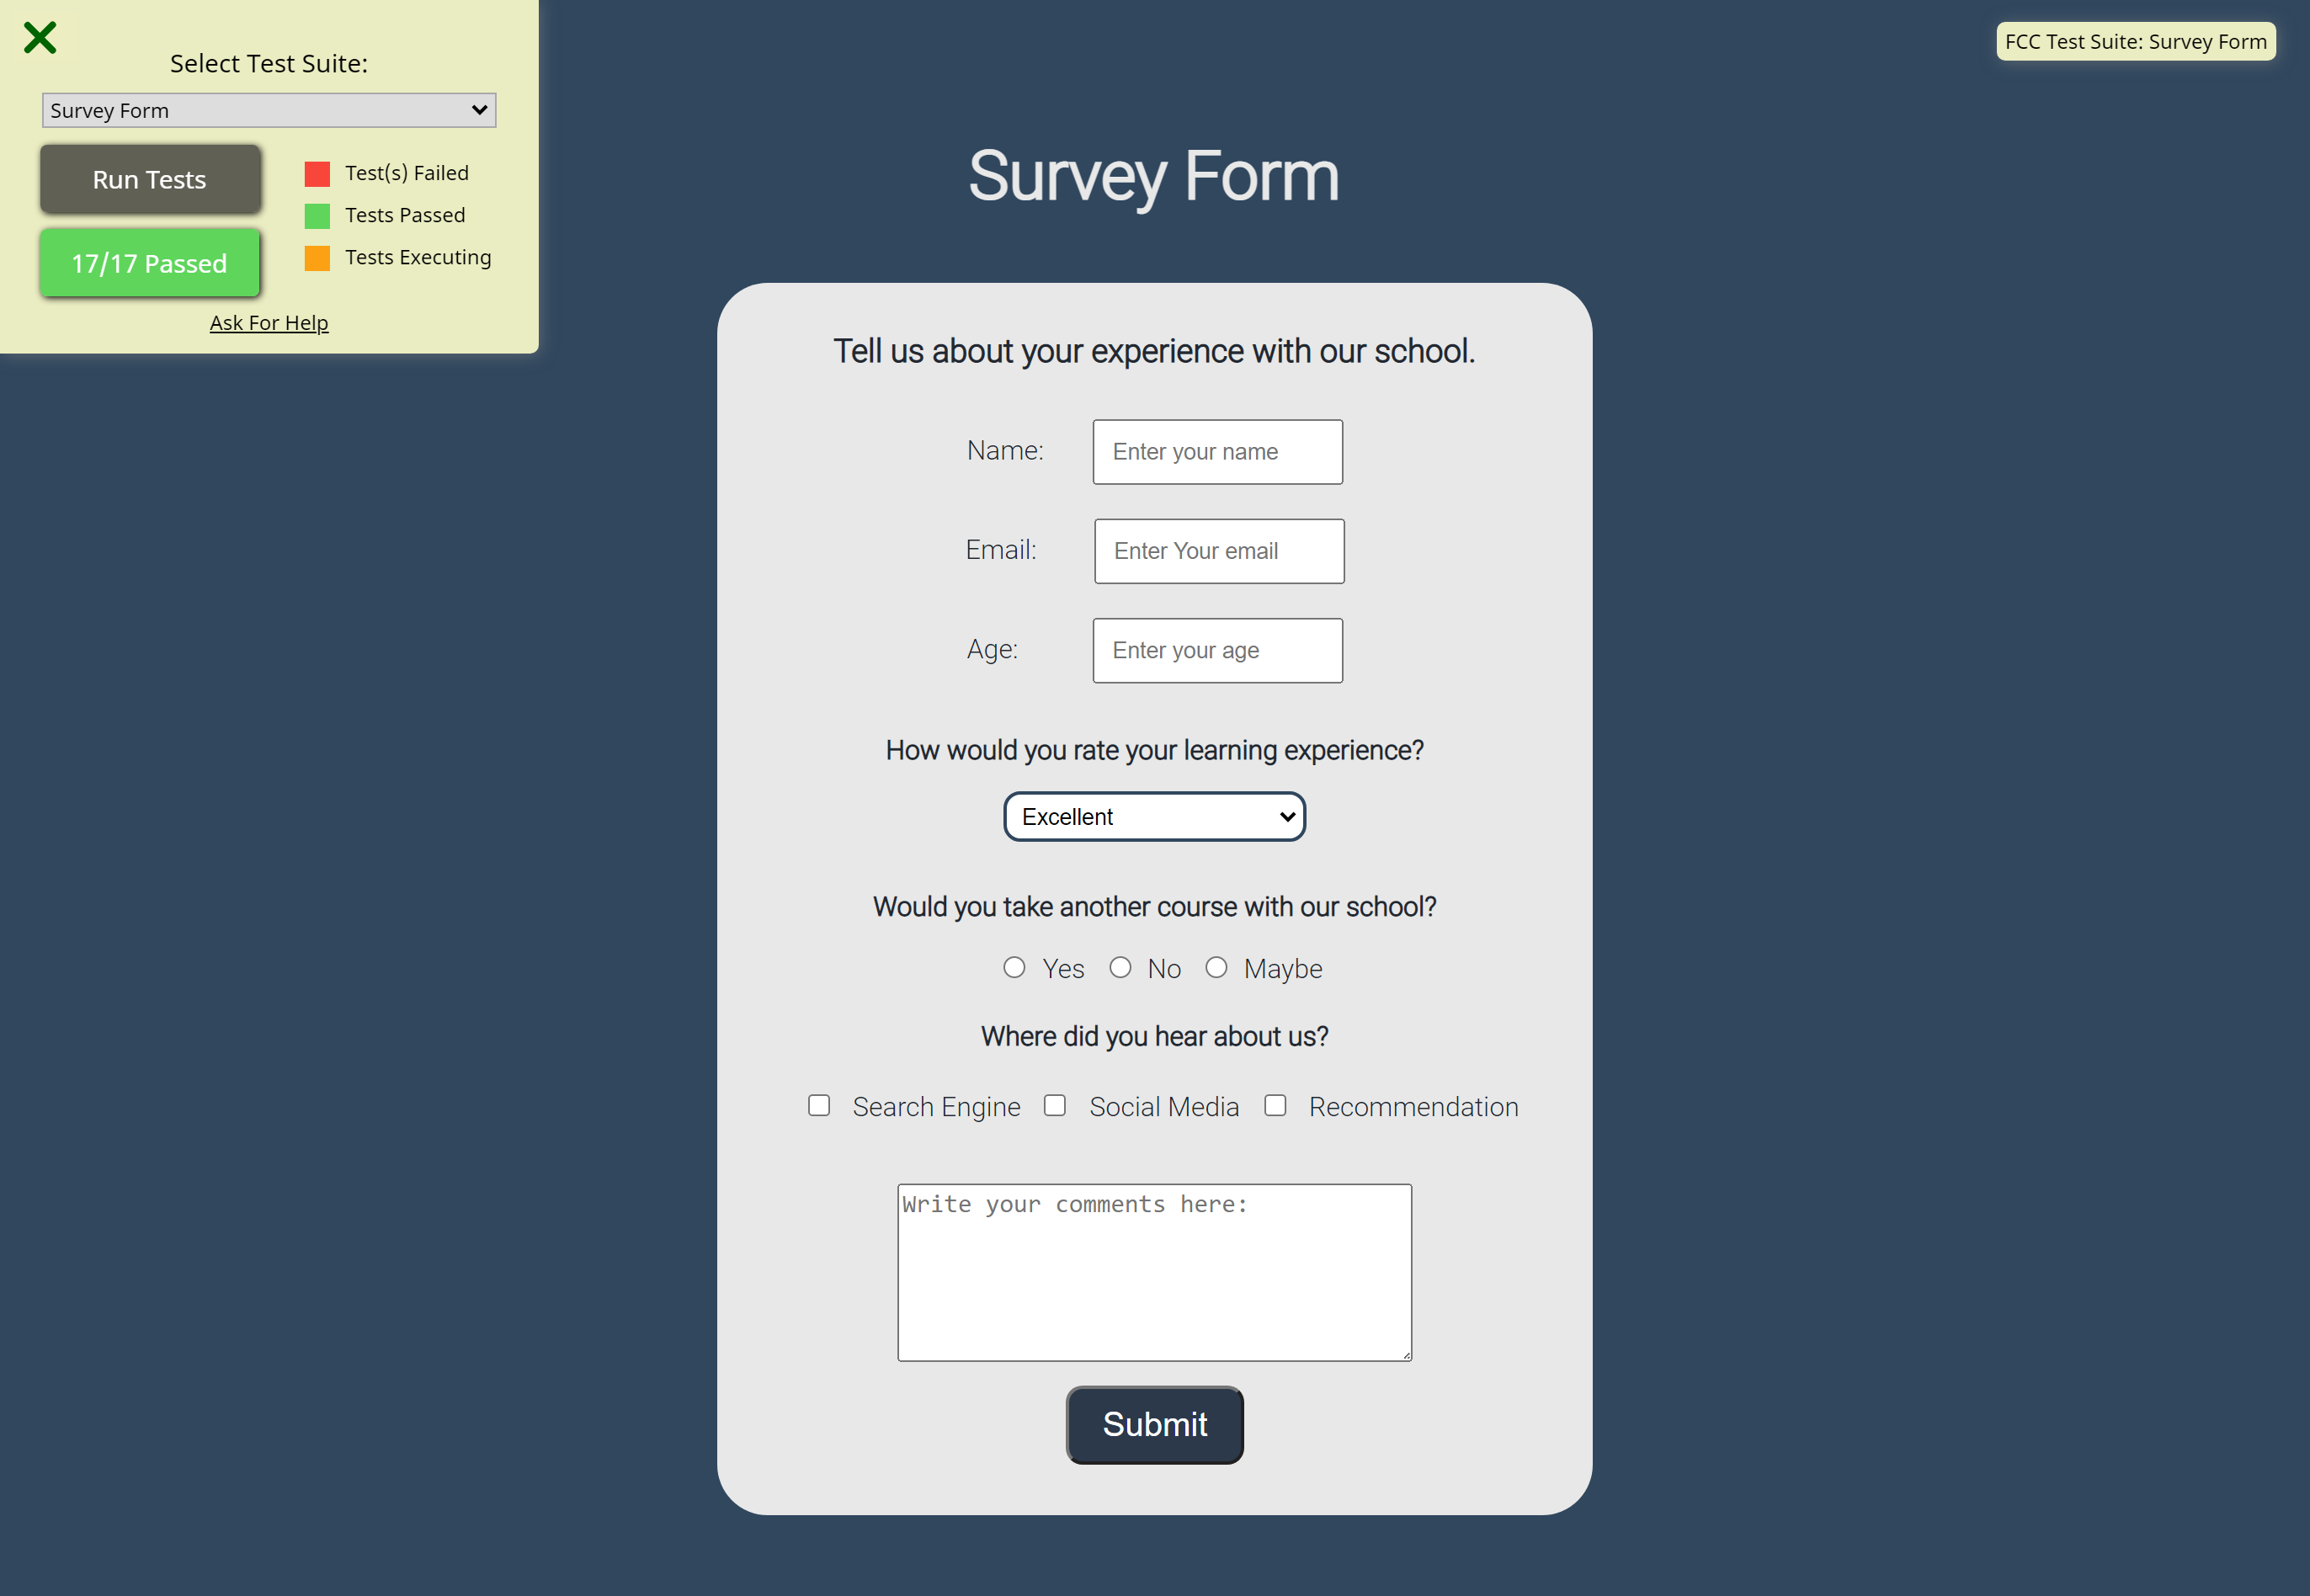 Select Test Suite:
Survey Form
Run Tests
17/17 Passed
Test(s) Failed
Tests Passed
Tests Executing
Ask For Help
FCC Test Suite: Survey Form
Survey Form
Tell us about your experience with our school.
Name: Enter your name
Email: Enter Your email
Age: Enter your age
How would you rate your learning experience?
Excellent
Would you take another course with our school?
Yes No Maybe
Where did you hear about us?
Search Engine Social Media Recommendation
Write your comments here:
Submit